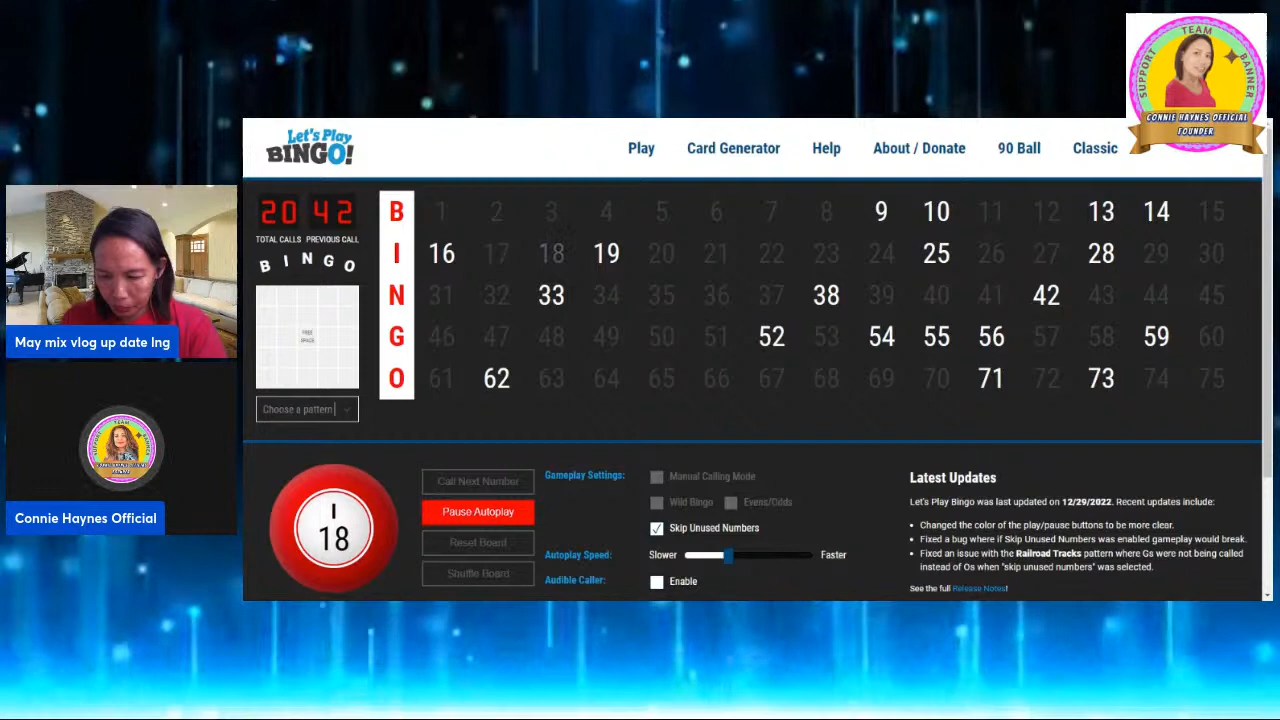 SUPPORT TEAM BANNER
CONNIE HAYNES OFFICIAL
FOUNDER
Let's Play
BINGO!
Play Card Generator Help About / Donate 90 Ball Classic
20 42
TOTAL CALLS PREVIOUS CALL
BINGO
FREE
SPACE
Choose a pattern
B 1 2 3 4 5 6 7 8 9 10 11 12 13 14 15
I 16 17 18 19 20 21 22 23 24 25 26 27 28 29 30
N 31 32 33 34 35 36 37 38 39 40 41 42 43 44 45
G 46 47 48 49 50 51 52 53 54 55 56 57 58 59 60
O 61 62 63 64 65 66 67 68 69 70 71 72 73 74 75
May mix vlog up date lng
Connie Haynes Official
I
18
Call Next Number
Pause Autoplay
Reset Board
Shuffle Board
Gameplay Settings:
Manual Calling Mode
Wild Bingo Evens/Odds
Skip Unused Numbers
Autoplay Speed: Slower Faster
Audible Caller: Enable
Latest Updates
Let's Play Bingo was last updated on 12/29/2022. Recent updates include:
• Changed the color of the play/pause buttons to be more clear.
• Fixed a bug where if Skip Unused Numbers was enabled gameplay would break.
• Fixed an issue with the Railroad Tracks pattern where Gs were not being called
instead of Os when "skip unused numbers" was selected.
See the full Release Notes!